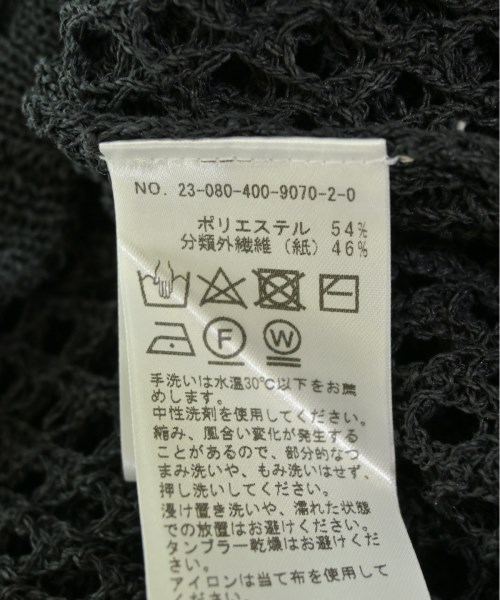 NO. 23-080-400-9070-2-0
ポリエステル 54%
分類外繊維(紙) 46%
F W
手洗いは水温30℃以下をお薦
めします。
中性洗剤を使用してください。
縮み、風合い変化が発生する
ことがあるので、部分的なつ
まみ洗いや、もみ洗いはせず、
押し洗いしてください。
浸け置き洗いや、濡れた状態
での放置はお避けください。
タンブラー乾燥はお避けくださ
い。
アイロンは当て布を使用して
ください。